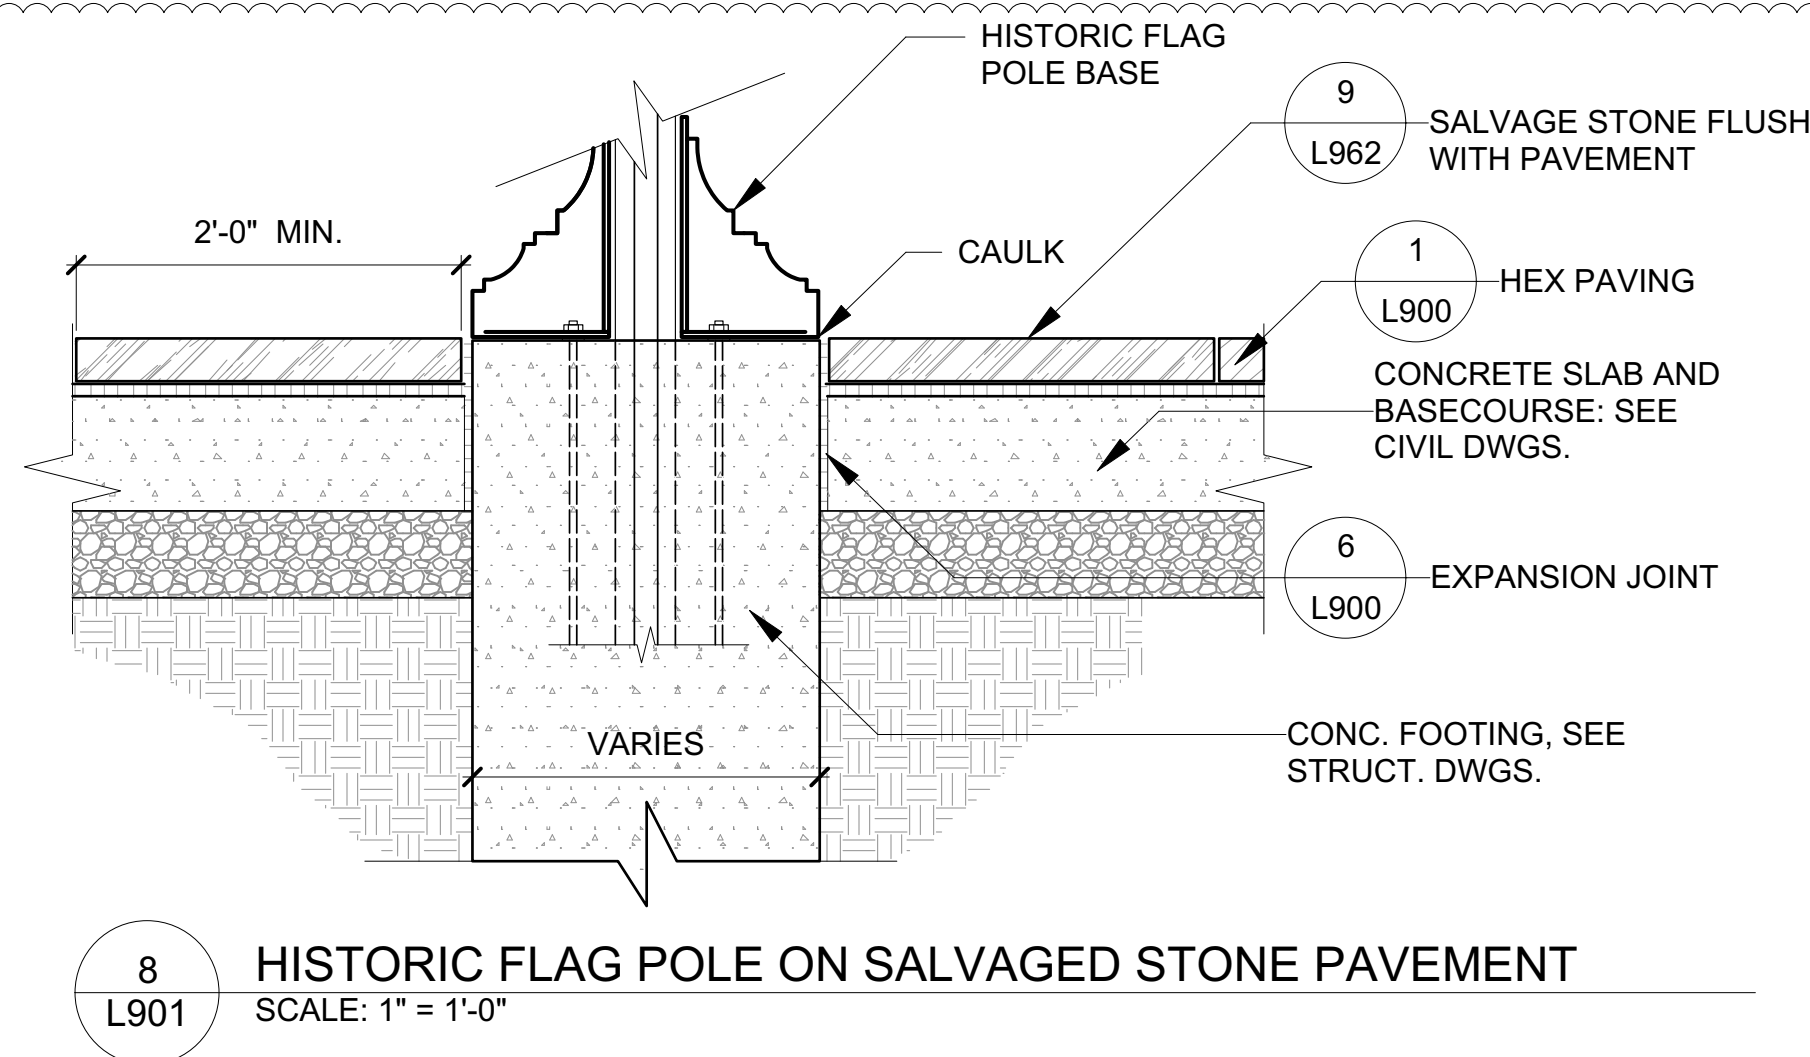 HISTORIC FLAG
POLE BASE
9
L962
SALVAGE STONE FLUSH
WITH PAVEMENT
2'-0" MIN.
CAULK
1
L900
HEX PAVING
CONCRETE SLAB AND
BASECOURSE: SEE
CIVIL DWGS.
6
L900
EXPANSION JOINT
CONC. FOOTING, SEE
STRUCT. DWGS.
VARIES
8
L901
HISTORIC FLAG POLE ON SALVAGED STONE PAVEMENT
SCALE: 1" = 1'-0"